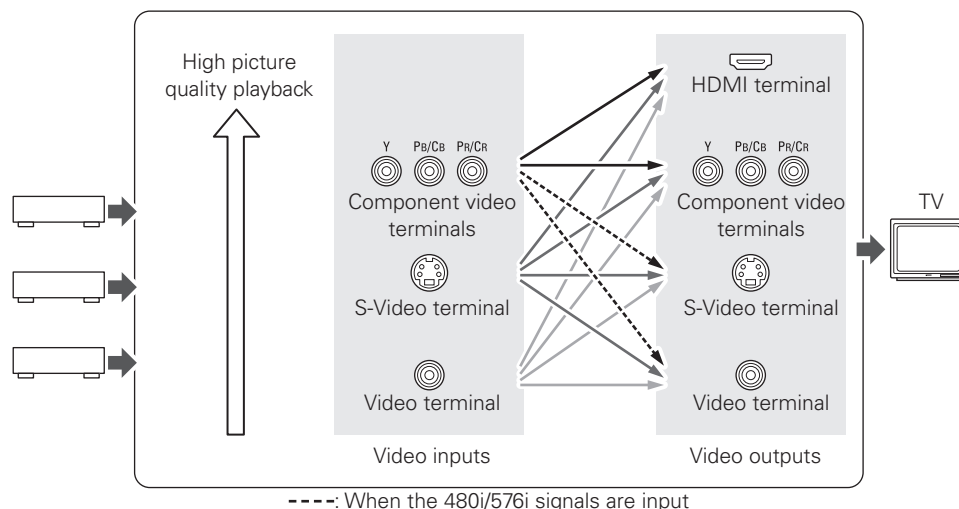 High picture
quality playback
HDMI terminal
Y PB/CB PR/CR
Y PB/CB PR/CR
Component video
terminals
Component video
terminals
TV
S-Video terminal
S-Video terminal
Video terminal
Video terminal
Video inputs
Video outputs
----: When the 480i/576i signals are input